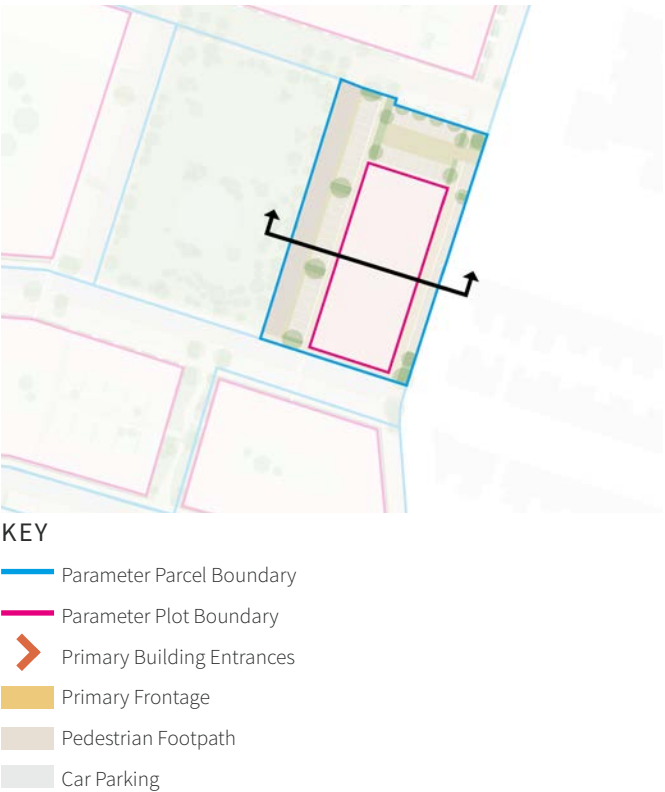 KEY
Parameter Parcel Boundary
Parameter Plot Boundary
Primary Building Entrances
Primary Frontage
Pedestrian Footpath
Car Parking